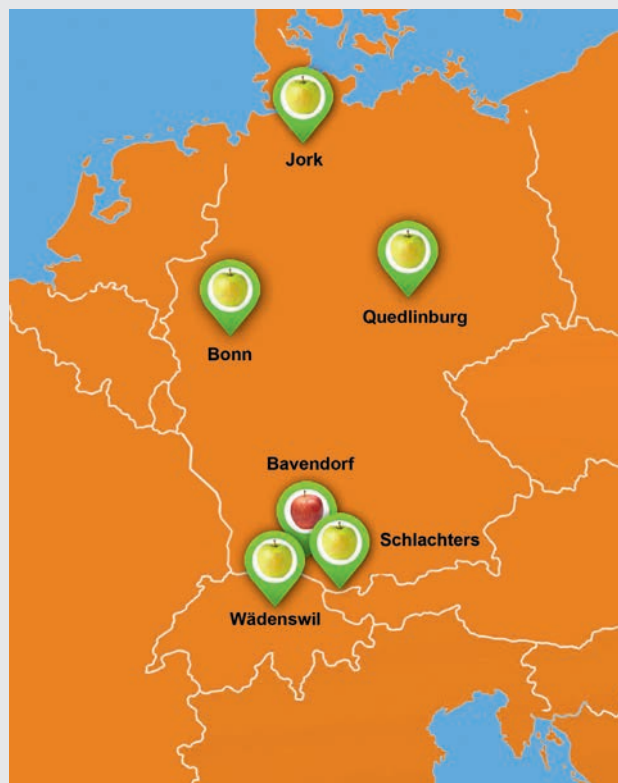 Jork
Quedlinburg
Bonn
Bavendorf
Schlachters
Wädenswil